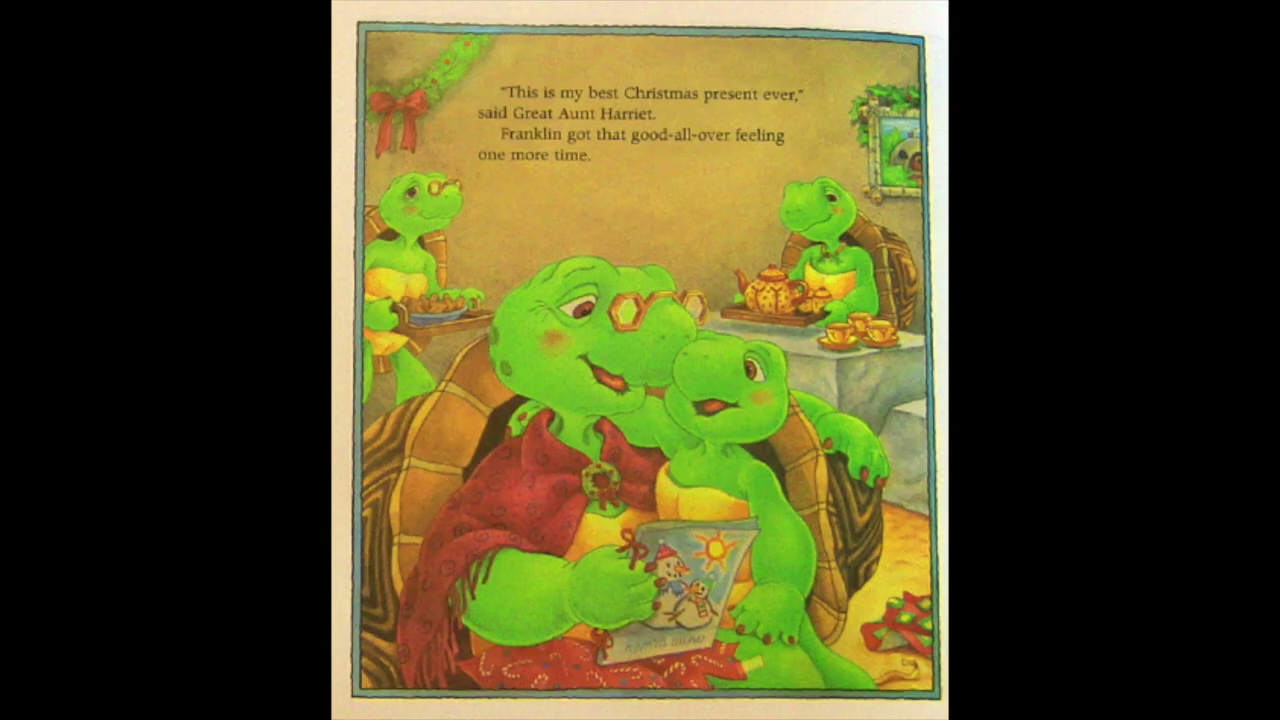 "This is my best Christmas present ever,"
said Great Aunt Harriet.
Franklin got that good-all-over feeling
one more time.